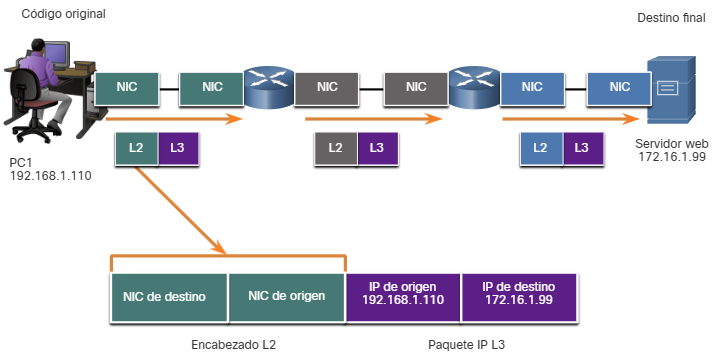 Código original
Destino final
NIC
NIC
NIC
NIC
NIC
NIC
L2
L3
L2
L3
L2
L3
PC1
192.168.1.110
Servidor web
172.16.1.99
NIC de destino
NIC de origen
IP de origen
192.168.1.110
IP de destino
172.16.1.99
Encabezado L2
Paquete IP L3